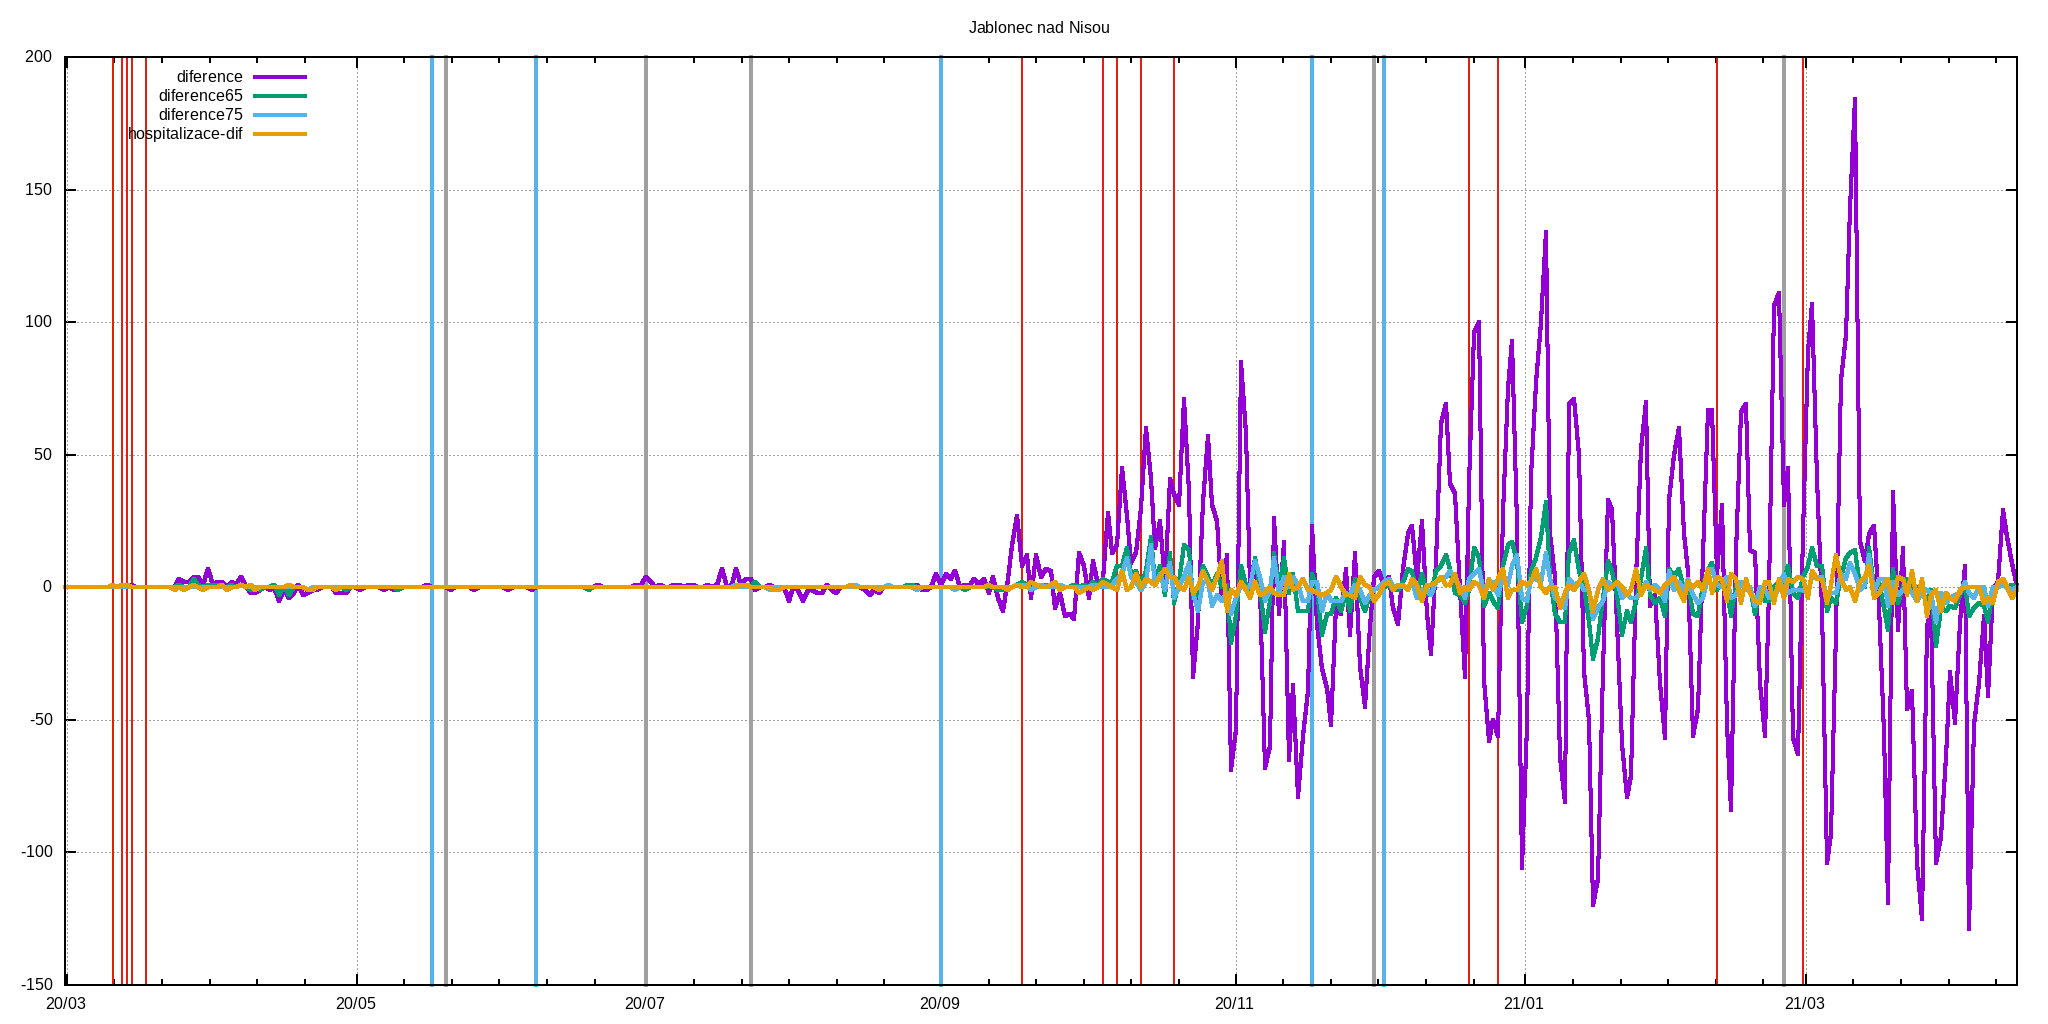 Jablonec nad Nisou
200
diference
diference65
diference75
hospitalizace-dif
150
100
50
0
-50
-100
-150
20/03 20/05 20/07 20/09 20/11 21/01 21/03